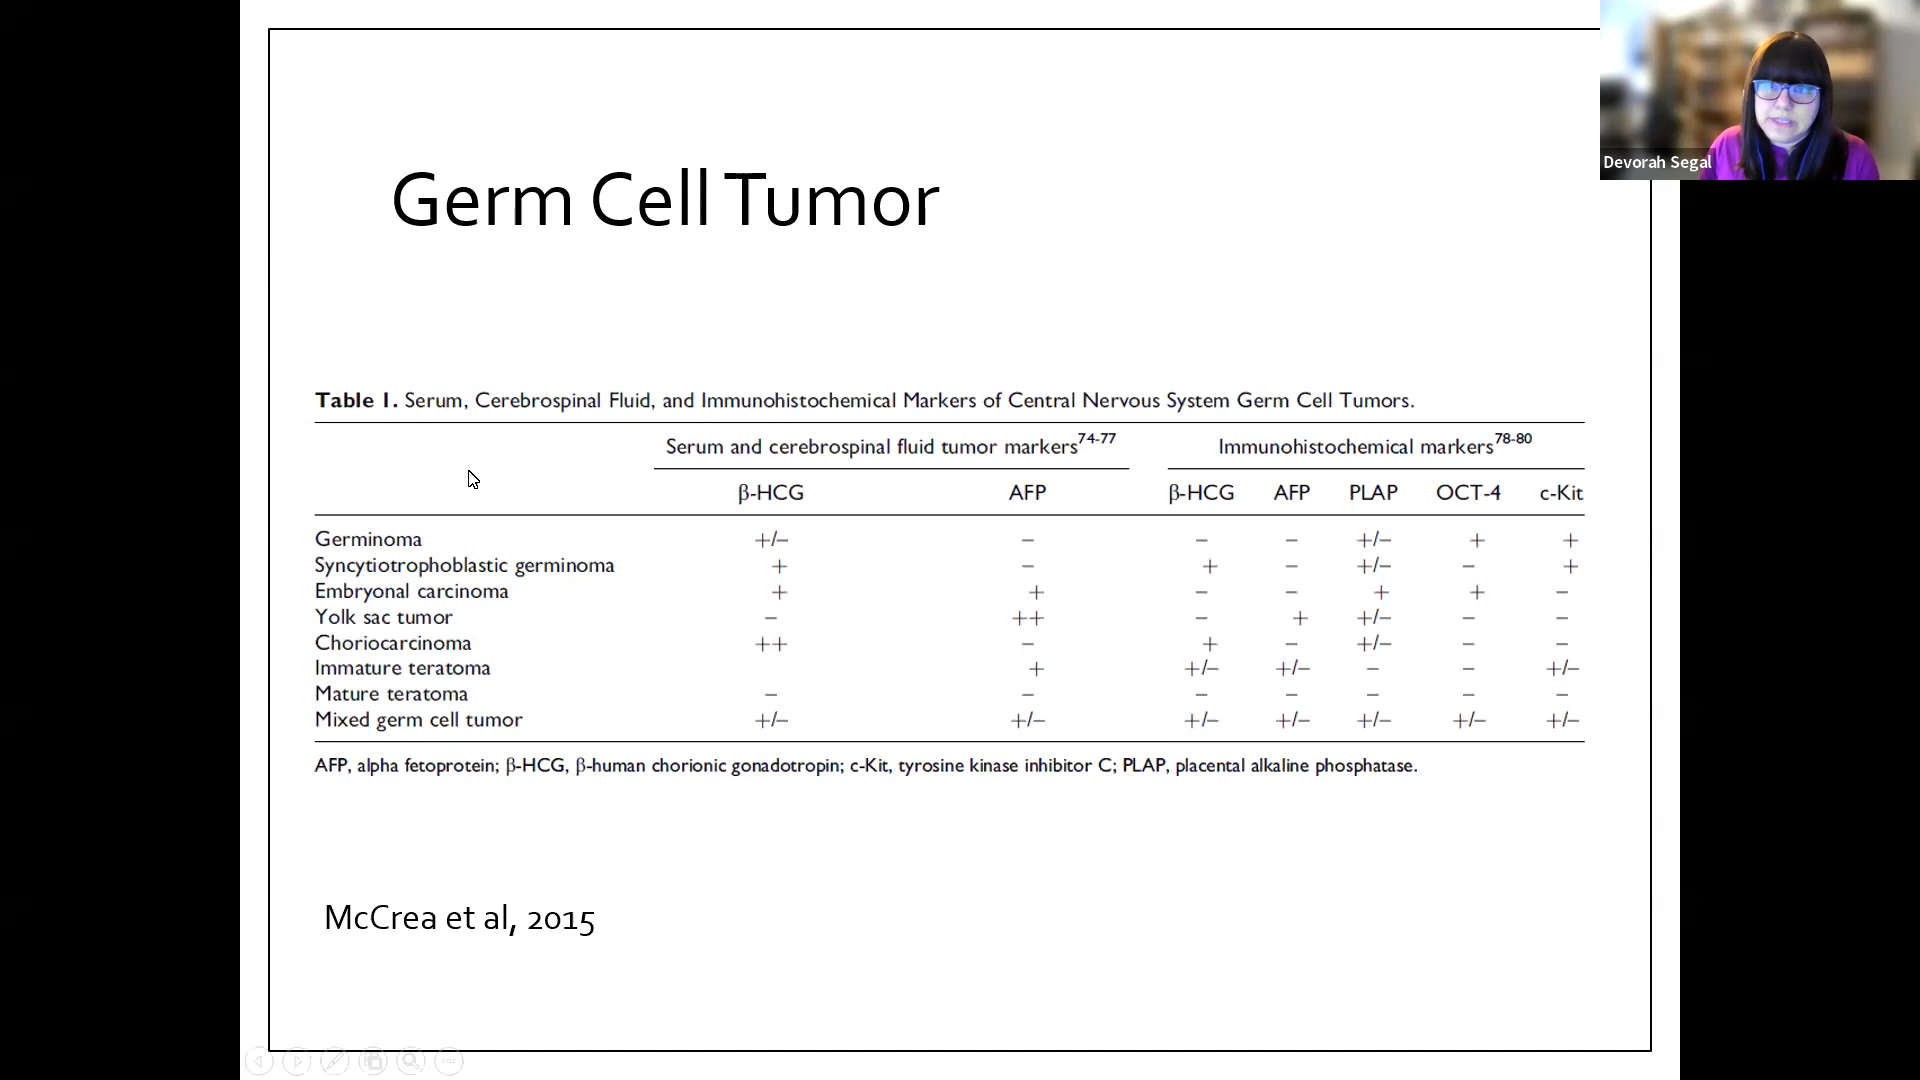 Devorah Segal
Germ Cell Tumor
Table 1. Serum, Cerebrospinal Fluid, and Immunohistochemical Markers of Central Nervous System Germ Cell Tumors.
Serum and cerebrospinal fluid tumor markers74-77 Immunohistochemical markers78-80
β-HCG AFP β-HCG AFP PLAP OCT-4 c-Kit
Germinoma +/– – – – +/– + +
Syncytiotrophoblastic germinoma + – + – +/– – +
Embryonal carcinoma + + – – + + –
Yolk sac tumor – ++ – + +/– – –
Choriocarcinoma ++ – + – +/– – –
Immature teratoma + +/– +/– – – +/–
Mature teratoma – – – – – – –
Mixed germ cell tumor +/– +/– +/– +/– +/– +/– +/–
AFP, alpha fetoprotein; β-HCG, β-human chorionic gonadotropin; c-Kit, tyrosine kinase inhibitor C; PLAP, placental alkaline phosphatase.
McCrea et al, 2015